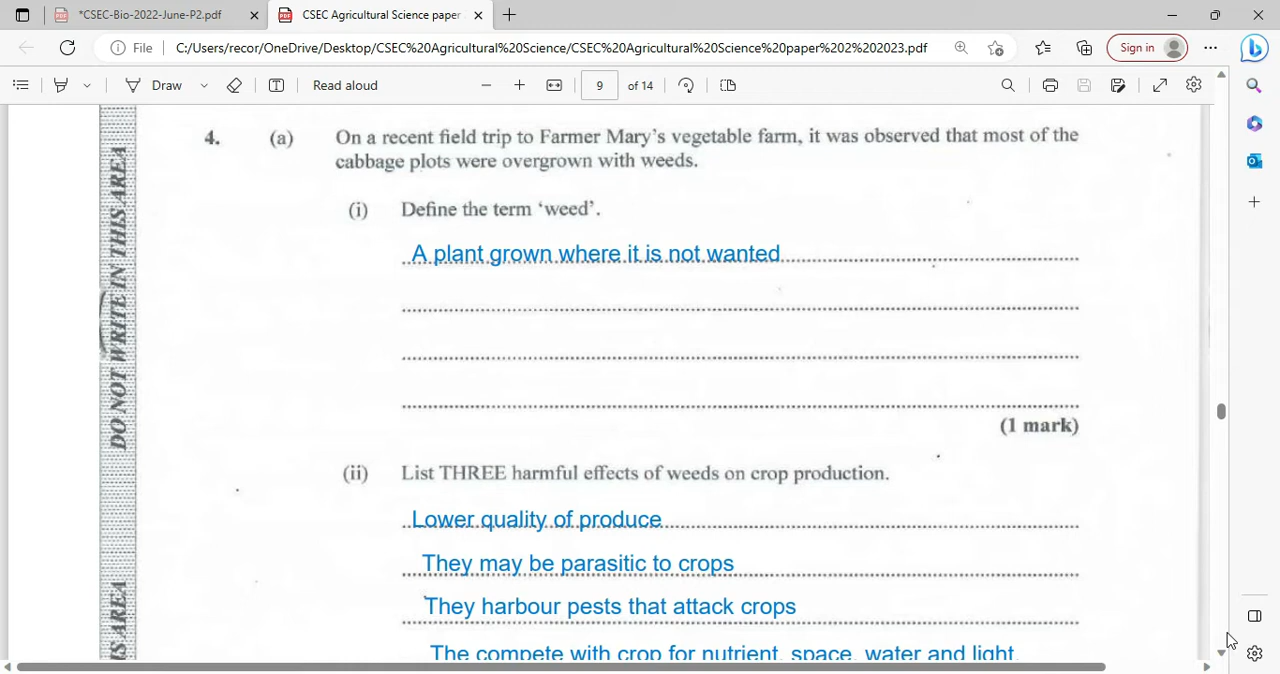 *CSEC-Bio-2022-June-P2.pdf
CSEC Agricultural Science paper
File
C:/Users/recor/OneDrive/Desktop/CSEC%20Agricultural%20Science/CSEC%20Agricultural%20science%20paper%202%202023.pdf
Sign in
Draw
Read aloud
9
of 14
4. (a) On a recent field trip to Farmer Mary's vegetable farm, it was observed that most of the
cabbage plots were overgrown with weeds.
(i) Define the term 'weed'.
A plant grown where it is not wanted
(1 mark)
(ii) List THREE harmful effects of weeds on crop production.
Lower quality of produce
They may be parasitic to crops
They harbour pests that attack crops
The compete with crop for nutrient, space, water and light.
DO NOT WRITE IN THIS AREA
IS AREA